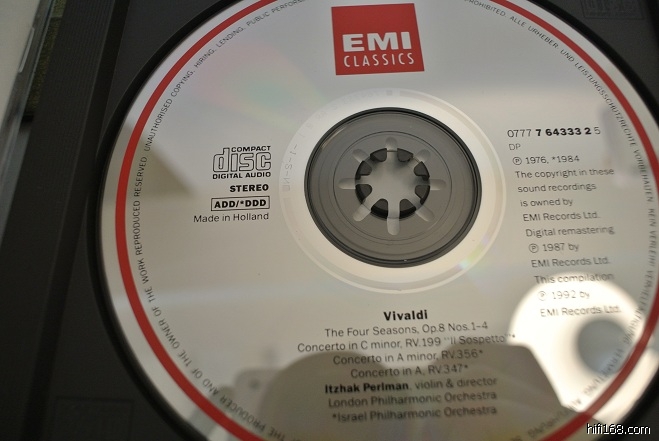 EMI
CLASSICS
COMPACT
disc
DIGITAL AUDIO
STEREO
ADD/*DDD
Made in Holland
0777 7 64333 2 5
DP
℗ 1976, *1984
The copyright in these
sound recordings
is owned by
EMI Records Ltd.
Digital remastering
℗ 1987 by
EMI Records Ltd.
This compilation
℗ 1992 by
EMI Records Ltd.
Vivaldi
The Four Seasons, Op.8 Nos.1-4
Concerto in C minor, RV.199 "Il Sospetto"*
Concerto in A minor, RV.356*
Concerto in A, RV.347*
Itzhak Perlman, violin & director
London Philharmonic Orchestra
*Israel Philharmonic Orchestra
THE PRODUCER AND OF THE OWNER OF THE WORK REPRODUCED RESERVED. UNAUTHORISED COPYING, HIRING, LENDING, PUBLIC PERFORM
PROHIBITED. ALLE URHEBER- UND LEISTUNGSSCHUTZRECHTE VORBEHALTEN. KEIN VERLEIH
hifi168.com